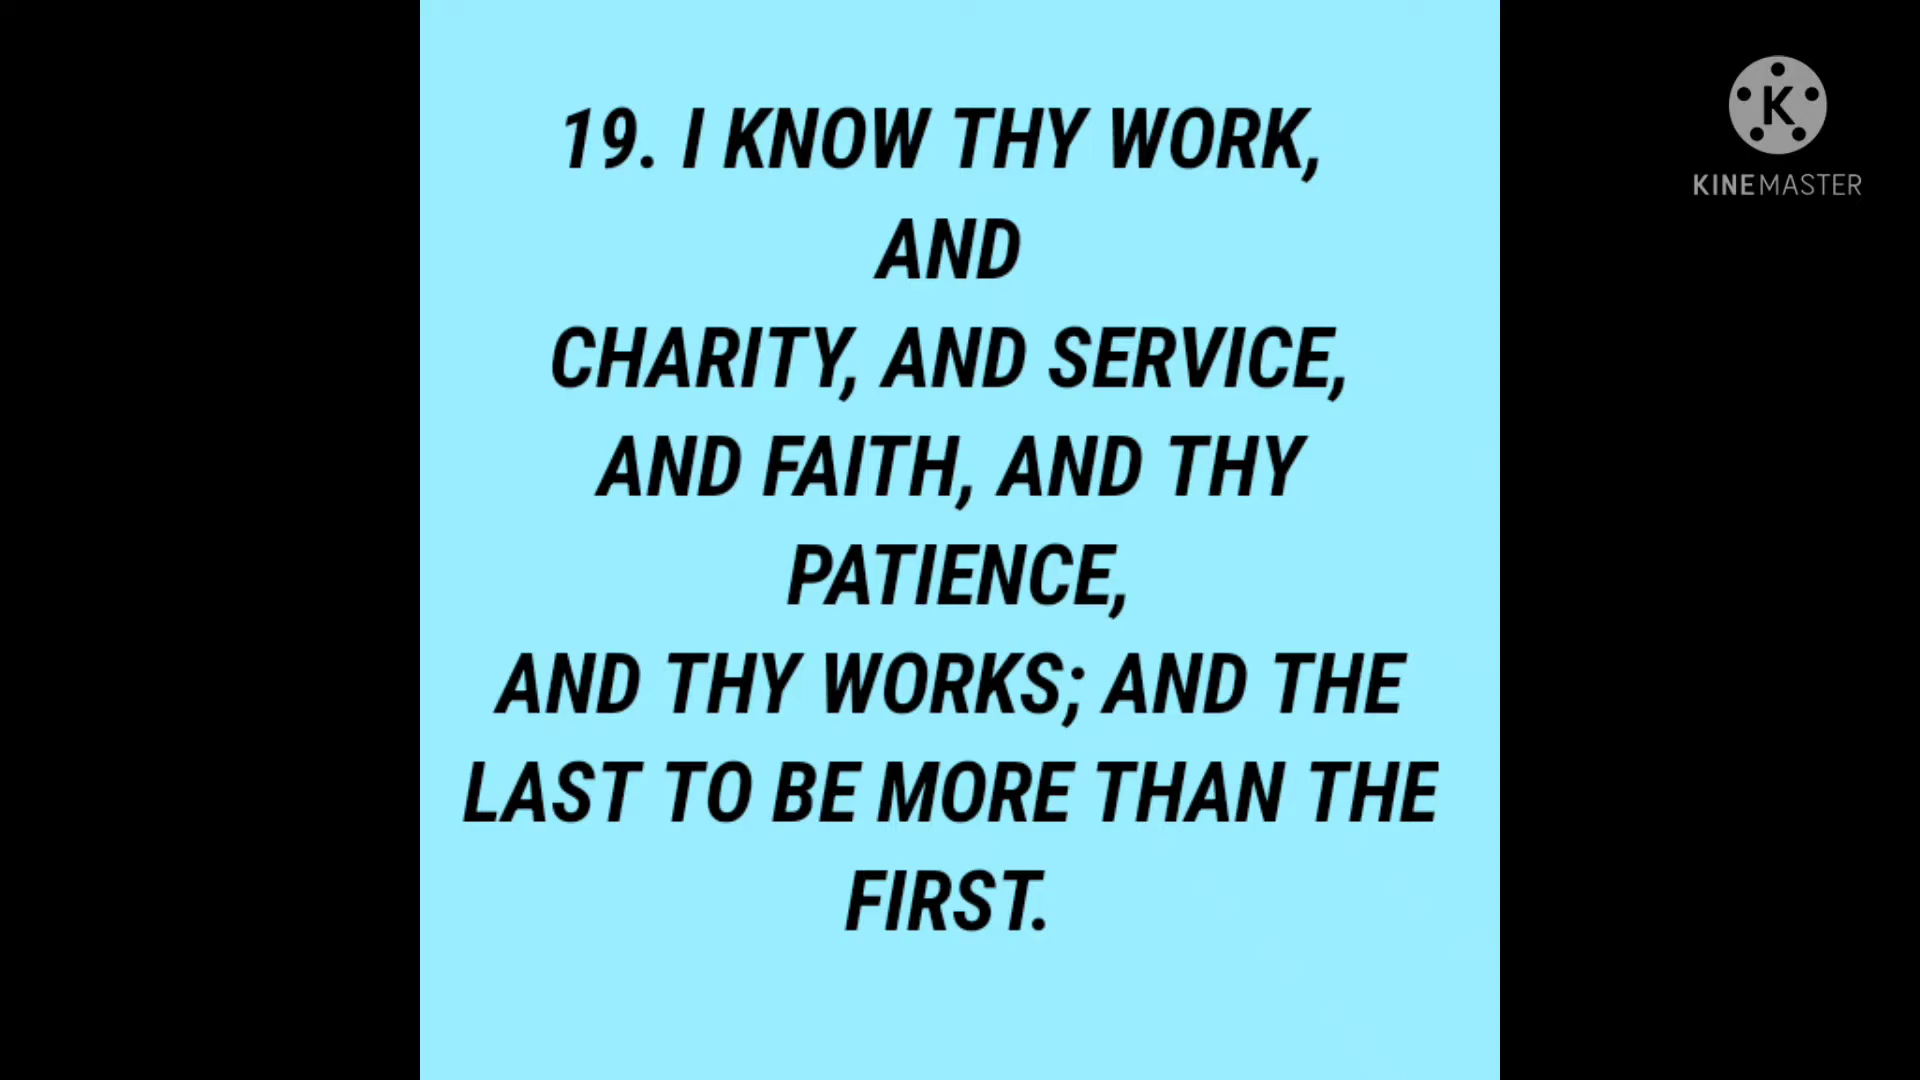 19. I KNOW THY WORK,
AND
CHARITY, AND SERVICE,
AND FAITH, AND THY
PATIENCE,
AND THY WORKS; AND THE
LAST TO BE MORE THAN THE
FIRST.
K
KINEMASTER